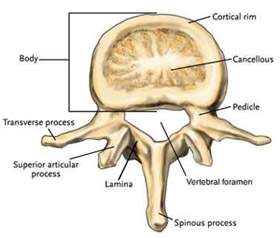 Cortical rim
Body
Cancellous
Pedicle
Transverse process
Superior articular
process
Lamina
Vertebral foramen
Spinous process